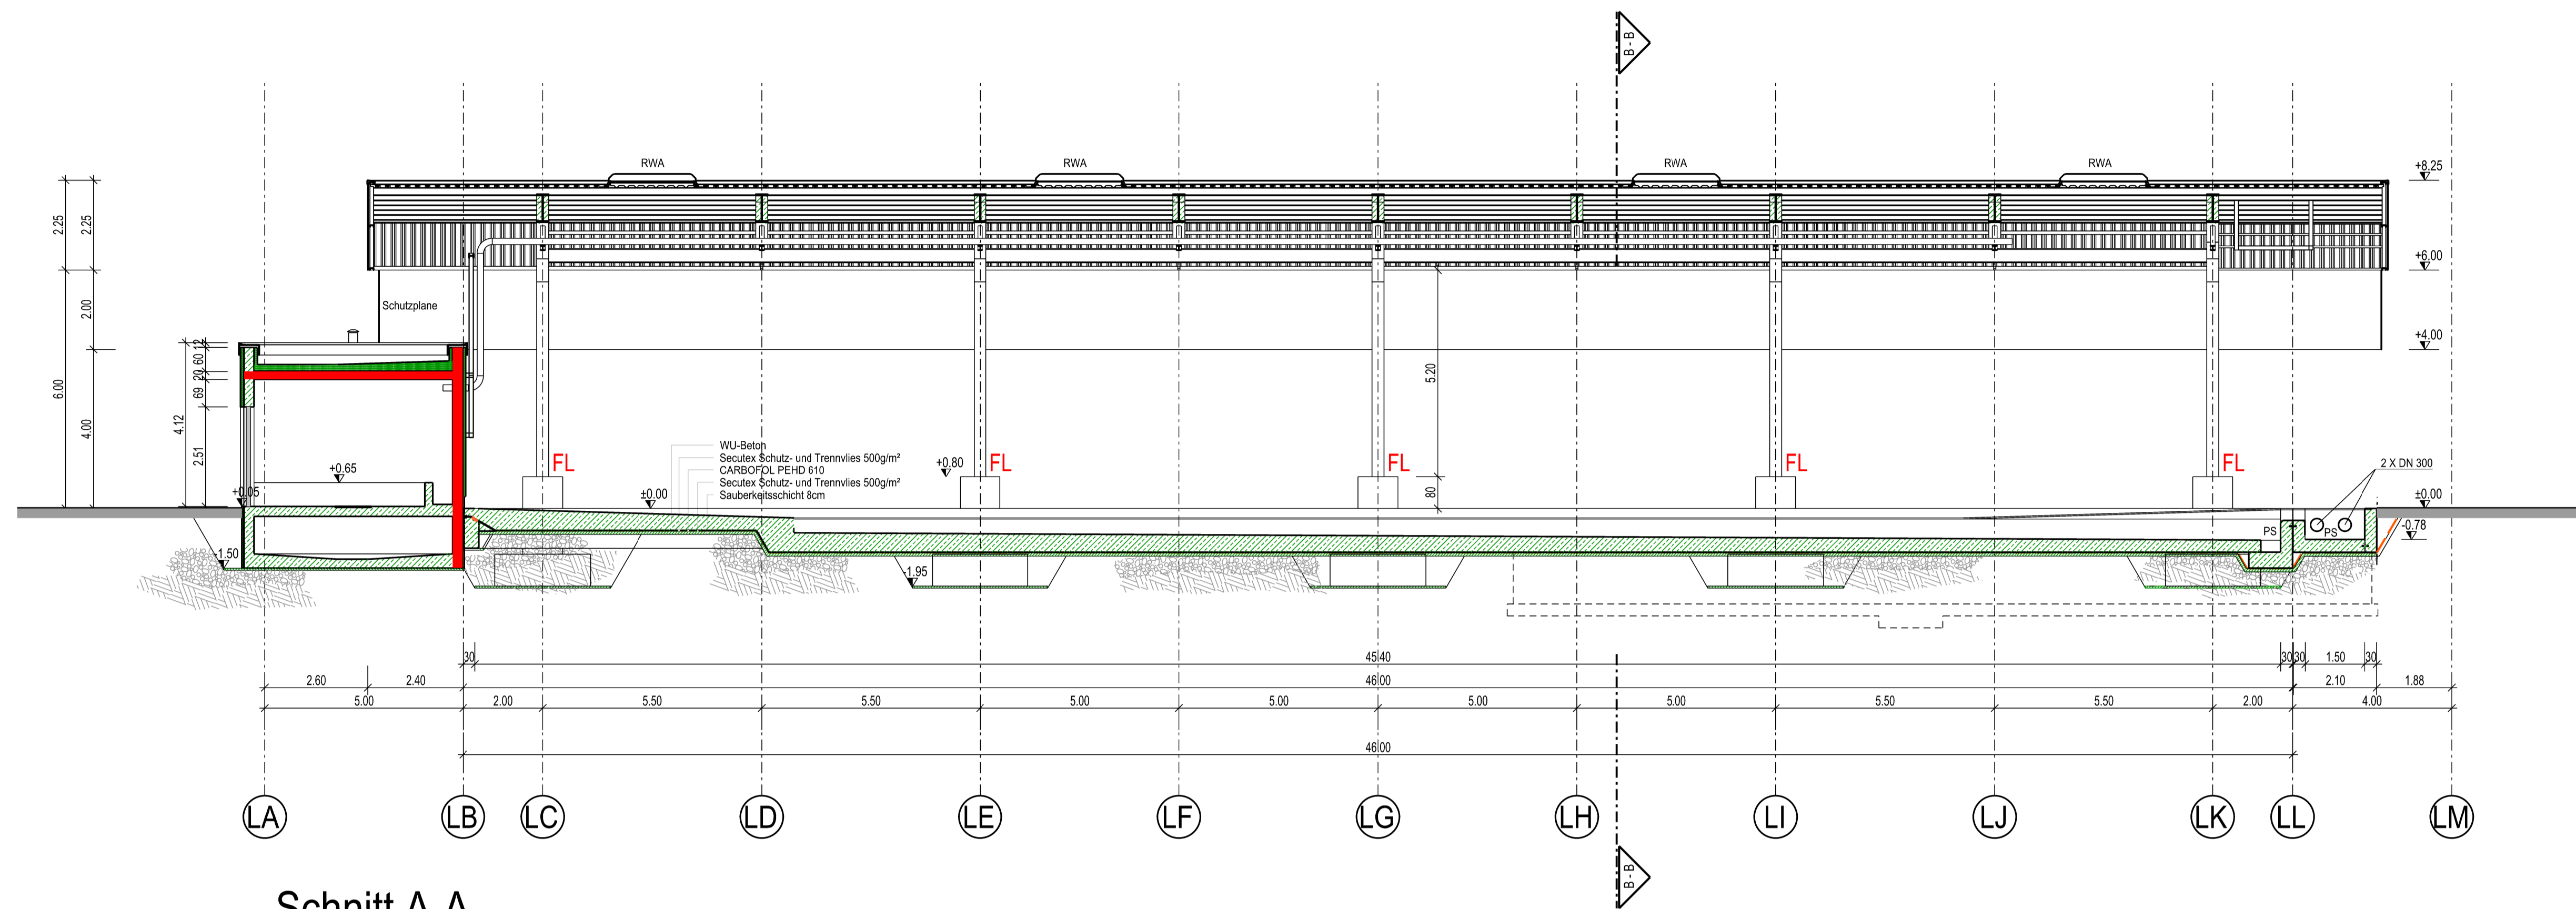 B - B
RWA RWA RWA RWA
+8.25
2.25 2.25
+6.00
Schutzplane
2.00
+4.00
12
60
20
69
6.00
4.00
4.12
2.51
5.20
WU-Beton
Secutex Schutz- und Trennvlies 500g/m²
CARBOFOL PEHD 610
Secutex Schutz- und Trennvlies 500g/m²
Sauberkeitsschicht 8cm
FL FL FL FL FL
+0.65
+0.80
2 X DN 300
+0.05
±0.00
80
±0.00
PS PS
-0.78
-1.50
-1.95
30 45.40 30 30 1.50 30
2.60 2.40 46.00 2.10 1.88
5.00 2.00 5.50 5.50 5.00 5.00 5.00 5.00 5.50 5.50 2.00 4.00
46.00
LA LB LC LD LE LF LG LH LI LJ LK LL LM
B - B
Schnitt A-A